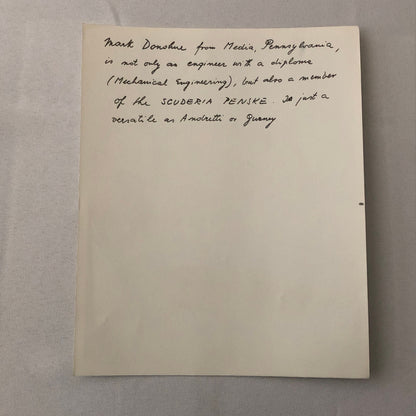 Mark Donohue from Media, Pennsylvania,
is not only an engineer with a diploma
(Mechanical Engineering), but also a member
of the SCUDERIA PENSKE. Is just a
versatile as Andretti or Gurney